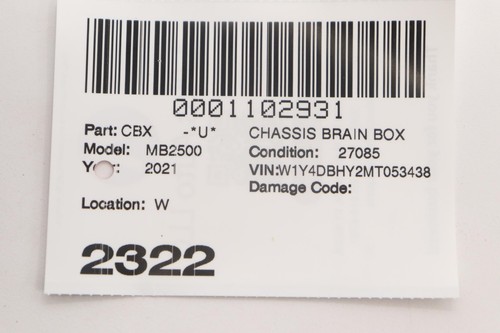 0001102931
Part: CBX -*U* CHASSIS BRAIN BOX
Model: MB2500 Condition: 27085
2021 VIN:W1Y4DBHY2MT053438
Damage Code:
Location: W
2322